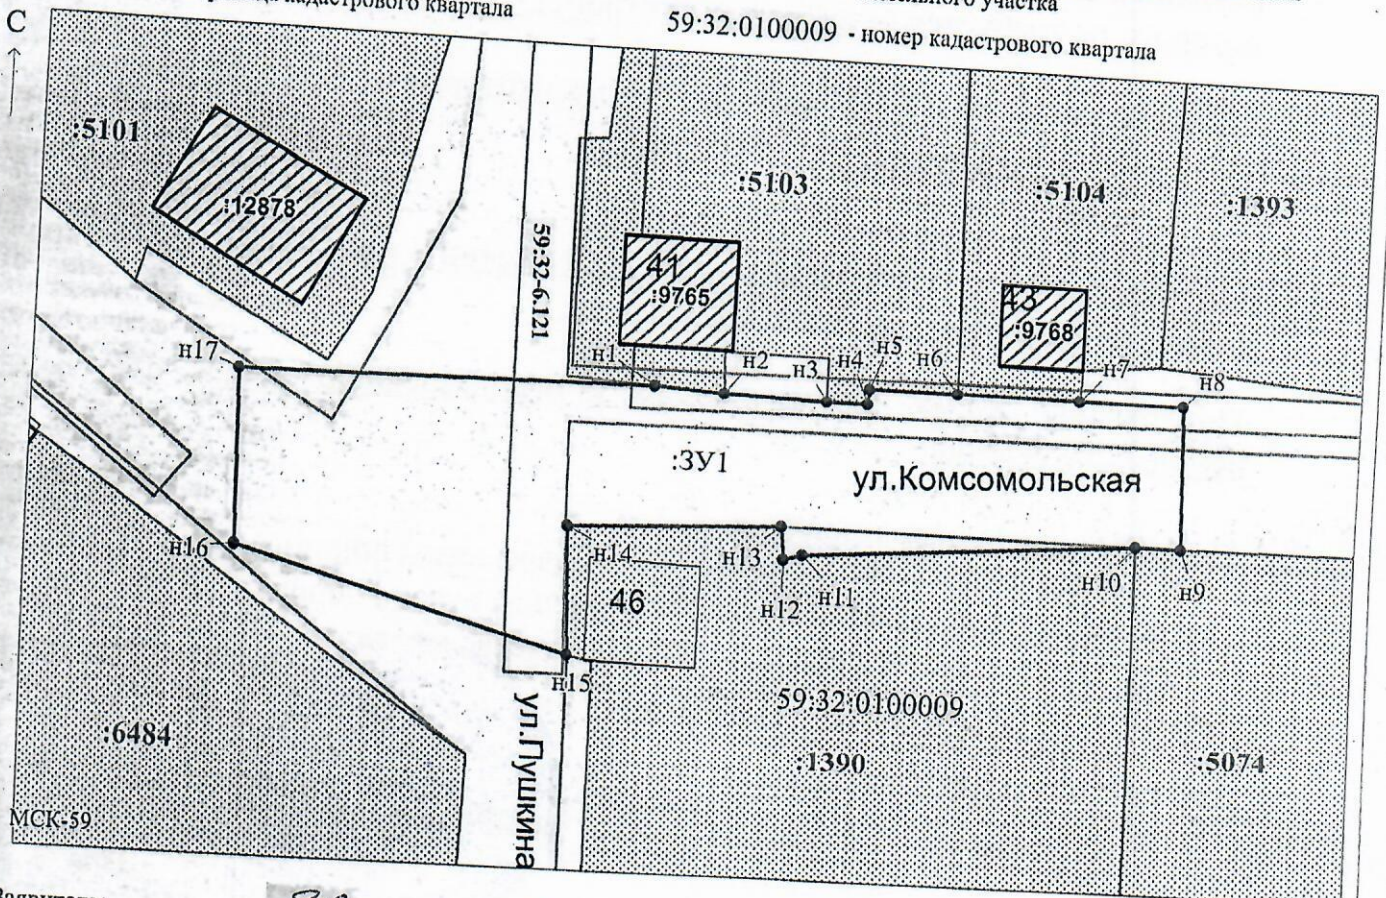 кадастрового квартала
участка
59:32:0100009 - номер кадастрового квартала
С
:5101
:12878
59:32-6.121
:5103
:5104
:1393
41
:9765
43
:9768
н17
н1
н2
н3
н4
н5
н6
н7
н8
:ЗУ1
ул.Комсомольская
н16
н14
н13
н12
н11
н10
н9
46
н15
59:32:0100009
:1390
:5074
:6484
ул.Пушкина
МСК-59